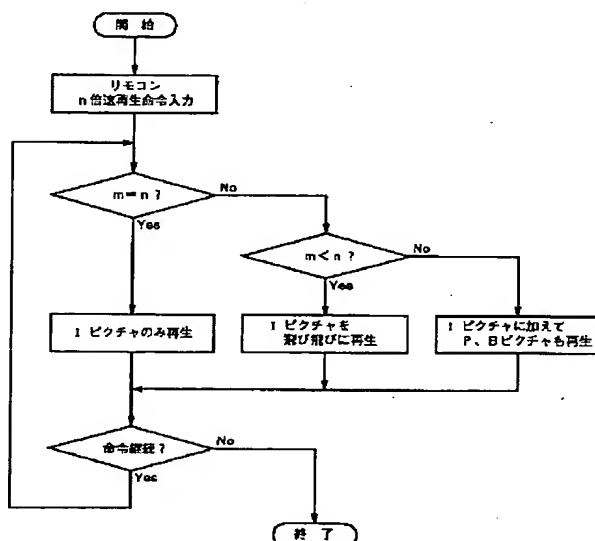 開始
リモコン
n倍速再生命令入力
m=n?
No
Yes
m<n?
No
Yes
I ピクチャのみ再生
I ピクチャを
飛び飛びに再生
I ピクチャに加えて
P、Bピクチャも再生
命令継続?
No
Yes
終了